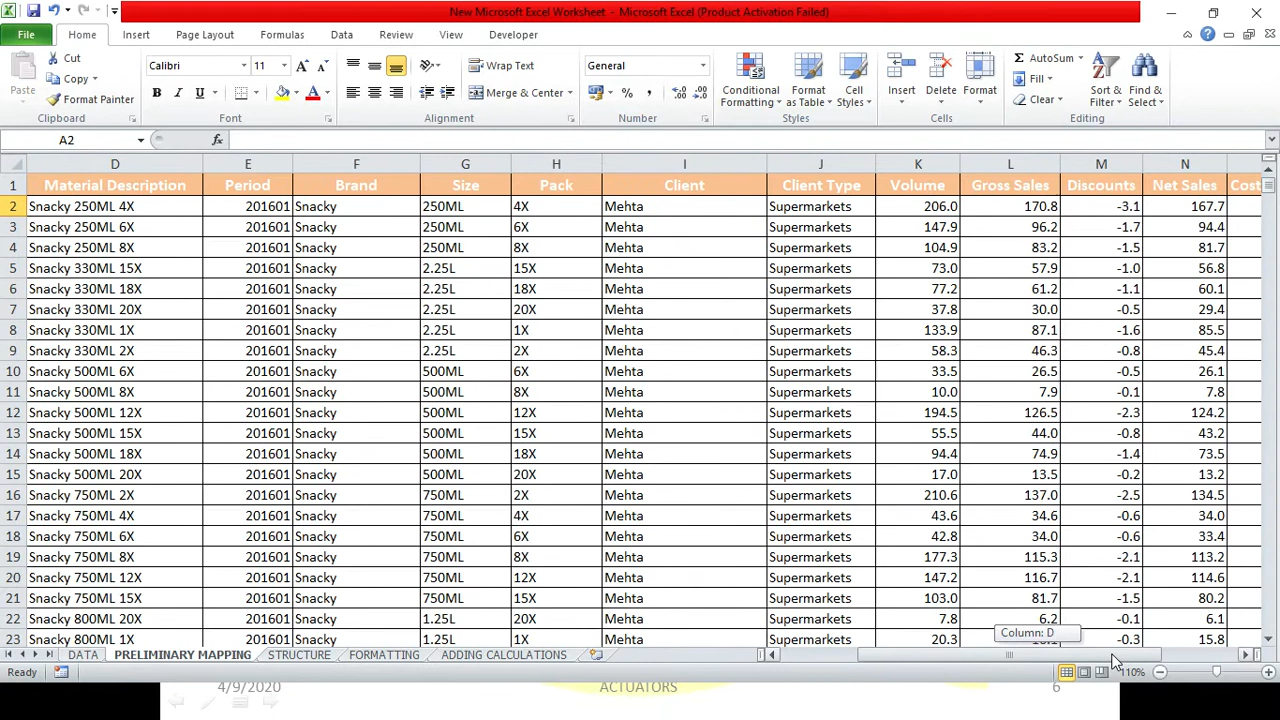 New Microsoft Excel Worksheet - Microsoft Excel (Product Activation Failed)
File Home Insert Page Layout Formulas Data Review View Developer
Paste Cut Copy Format Painter Clipboard
Calibri 11 B I U A A A Font
Wrap Text Merge & Center Alignment
General % , Number
Conditional Formatting Format as Table Cell Styles Styles
Insert Delete Format Cells
Σ AutoSum Fill Clear Sort & Filter Find & Select Editing
A2 fx
D E F G H I J K L M N
1 Material Description Period Brand Size Pack Client Client Type Volume Gross Sales Discounts Net Sales Cost
2 Snacky 250ML 4X 201601 Snacky 250ML 4X Mehta Supermarkets 206.0 170.8 -3.1 167.7
3 Snacky 250ML 6X 201601 Snacky 250ML 6X Mehta Supermarkets 147.9 96.2 -1.7 94.4
4 Snacky 250ML 8X 201601 Snacky 250ML 8X Mehta Supermarkets 104.9 83.2 -1.5 81.7
5 Snacky 330ML 15X 201601 Snacky 2.25L 15X Mehta Supermarkets 73.0 57.9 -1.0 56.8
6 Snacky 330ML 18X 201601 Snacky 2.25L 18X Mehta Supermarkets 77.2 61.2 -1.1 60.1
7 Snacky 330ML 20X 201601 Snacky 2.25L 20X Mehta Supermarkets 37.8 30.0 -0.5 29.4
8 Snacky 330ML 1X 201601 Snacky 2.25L 1X Mehta Supermarkets 133.9 87.1 -1.6 85.5
9 Snacky 330ML 2X 201601 Snacky 2.25L 2X Mehta Supermarkets 58.3 46.3 -0.8 45.4
10 Snacky 500ML 6X 201601 Snacky 500ML 6X Mehta Supermarkets 33.5 26.5 -0.5 26.1
11 Snacky 500ML 8X 201601 Snacky 500ML 8X Mehta Supermarkets 10.0 7.9 -0.1 7.8
12 Snacky 500ML 12X 201601 Snacky 500ML 12X Mehta Supermarkets 194.5 126.5 -2.3 124.2
13 Snacky 500ML 15X 201601 Snacky 500ML 15X Mehta Supermarkets 55.5 44.0 -0.8 43.2
14 Snacky 500ML 18X 201601 Snacky 500ML 18X Mehta Supermarkets 94.4 74.9 -1.4 73.5
15 Snacky 500ML 20X 201601 Snacky 500ML 20X Mehta Supermarkets 17.0 13.5 -0.2 13.2
16 Snacky 750ML 2X 201601 Snacky 750ML 2X Mehta Supermarkets 210.6 137.0 -2.5 134.5
17 Snacky 750ML 4X 201601 Snacky 750ML 4X Mehta Supermarkets 43.6 34.6 -0.6 34.0
18 Snacky 750ML 6X 201601 Snacky 750ML 6X Mehta Supermarkets 42.8 34.0 -0.6 33.4
19 Snacky 750ML 8X 201601 Snacky 750ML 8X Mehta Supermarkets 177.3 115.3 -2.1 113.2
20 Snacky 750ML 12X 201601 Snacky 750ML 12X Mehta Supermarkets 147.2 116.7 -2.1 114.6
21 Snacky 750ML 15X 201601 Snacky 750ML 15X Mehta Supermarkets 103.0 81.7 -1.5 80.2
22 Snacky 800ML 20X 201601 Snacky 1.25L 20X Mehta Supermarkets 7.8 6.2 -0.1 6.1
23 Snacky 800ML 1X 201601 Snacky 1.25L 1X Mehta Supermarkets 20.3 -0.3 15.8
Column: D
DATA PRELIMINARY MAPPING STRUCTURE FORMATTING ADDING CALCULATIONS
Ready 110%
4/9/2020 ACTUATORS 6